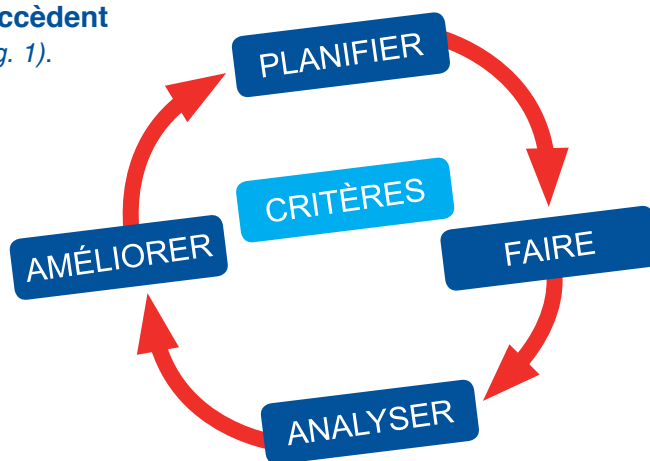 ccèdent
g. 1).
PLANIFIER
CRITÈRES
FAIRE
AMÉLIORER
ANALYSER